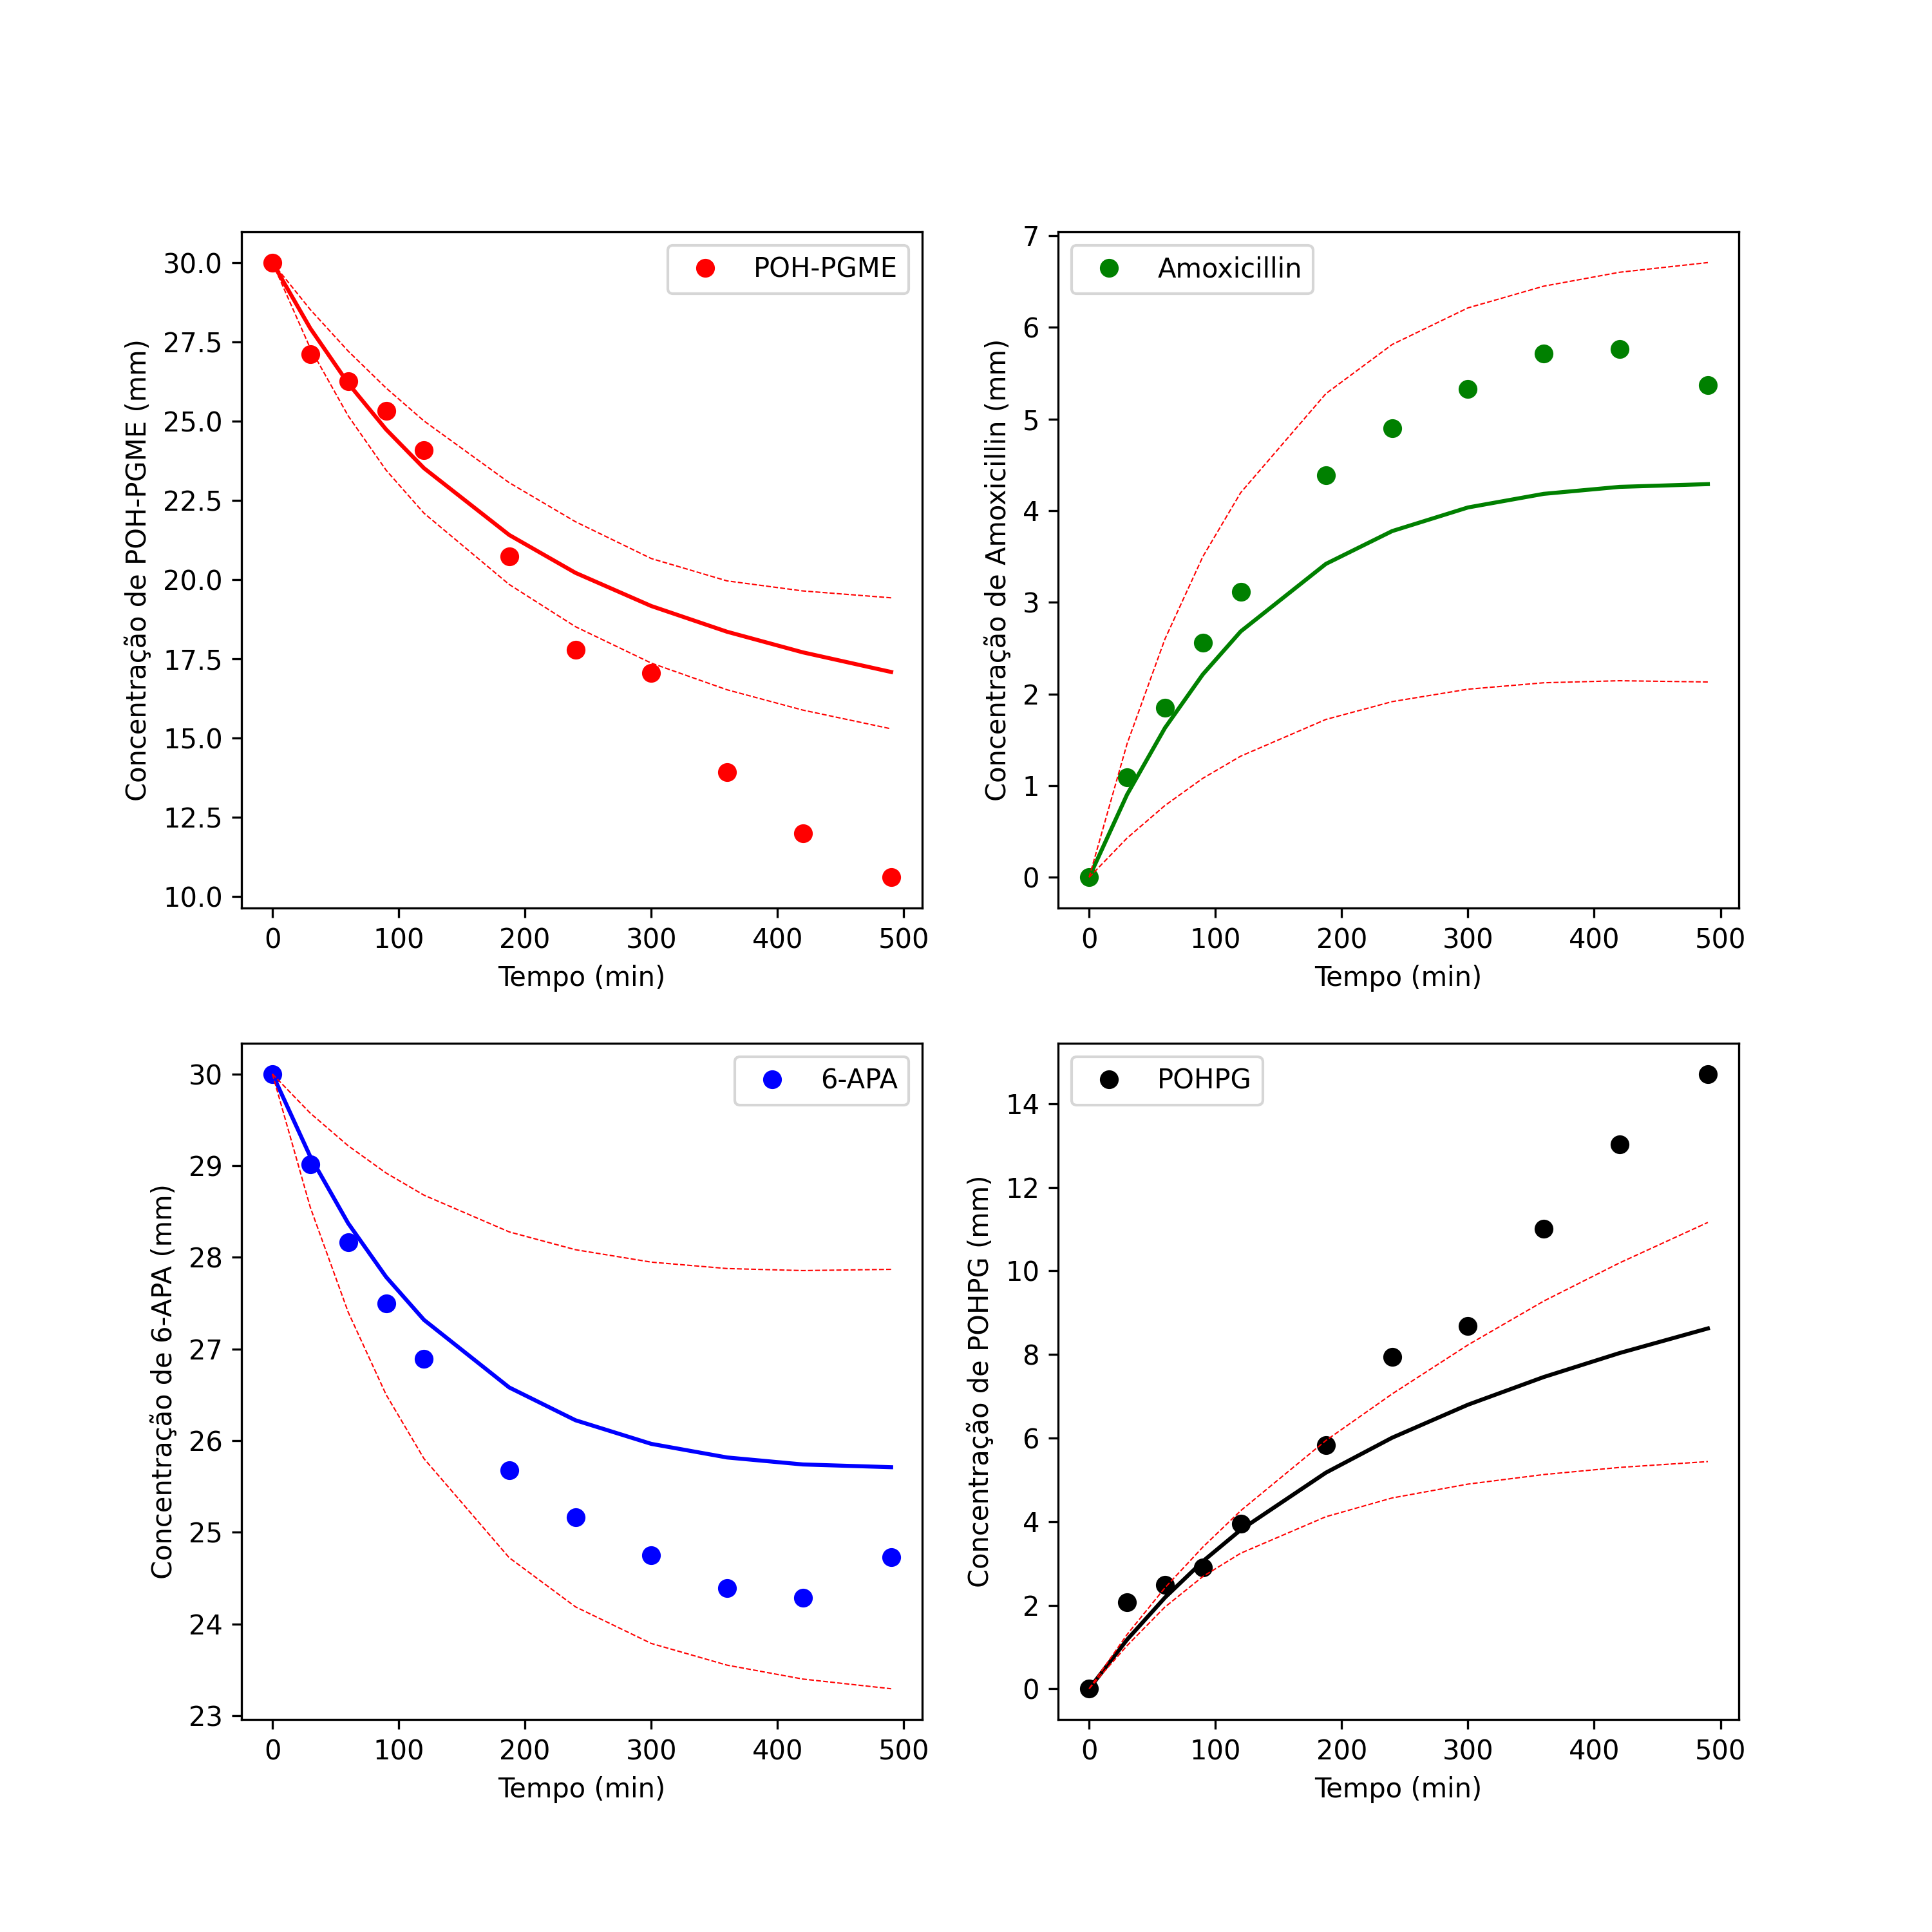 POH-PGME
30.0
27.5
25.0
22.5
20.0
17.5
15.0
12.5
10.0
Concentração de POH-PGME (mm)
0 100 200 300 400 500
Tempo (min)
Amoxicillin
7
6
5
4
3
2
1
0
Concentração de Amoxicillin (mm)
0 100 200 300 400 500
Tempo (min)
6-APA
30
29
28
27
26
25
24
23
Concentração de 6-APA (mm)
0 100 200 300 400 500
Tempo (min)
POHPG
14
12
10
8
6
4
2
0
Concentração de POHPG (mm)
0 100 200 300 400 500
Tempo (min)